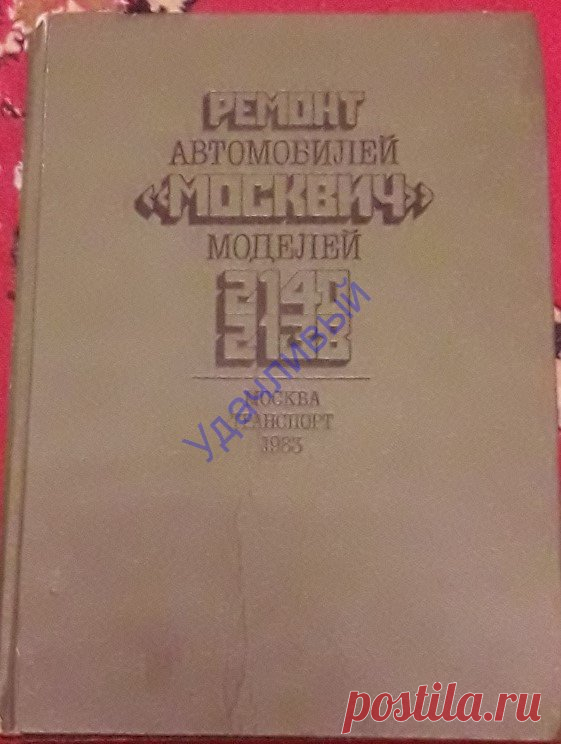 РЕМОНТ
АВТОМОБИЛЕЙ
«МОСКВИЧ»
МОДЕЛЕЙ
2140
2138
МОСКВА
ТРАНСПОРТ
1983
Удачливый
postila.ru